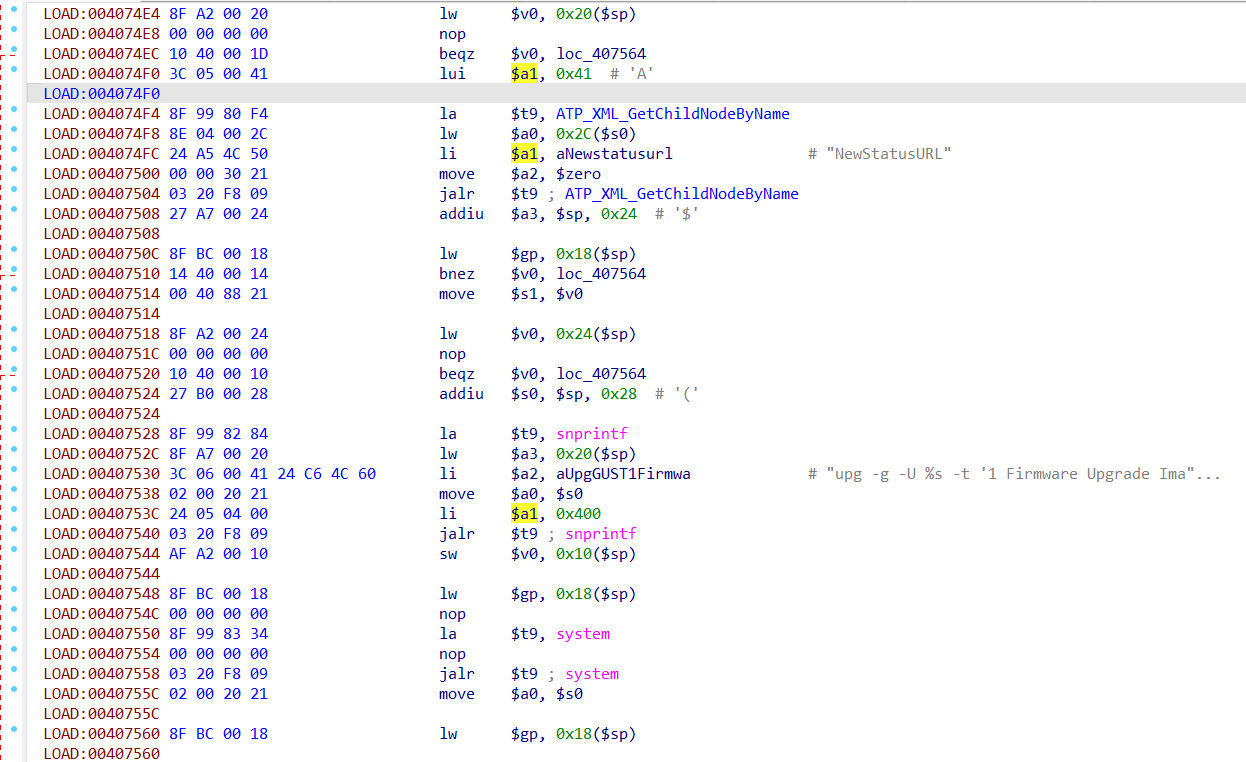 LOAD:004074E4 8F A2 00 20 lw $v0, 0x20($sp)
LOAD:004074E8 00 00 00 00 nop
LOAD:004074EC 10 40 00 1D beqz $v0, loc_407564
LOAD:004074F0 3C 05 00 41 lui $a1, 0x41 # 'A'
LOAD:004074F0
LOAD:004074F4 8F 99 80 F4 la $t9, ATP_XML_GetChildNodeByName
LOAD:004074F8 8E 04 00 2C lw $a0, 0x2C($s0)
LOAD:004074FC 24 A5 4C 50 li $a1, aNewstatusurl # "NewStatusURL"
LOAD:00407500 00 00 30 21 move $a2, $zero
LOAD:00407504 03 20 F8 09 jalr $t9 ; ATP_XML_GetChildNodeByName
LOAD:00407508 27 A7 00 24 addiu $a3, $sp, 0x24 # '$'
LOAD:00407508
LOAD:0040750C 8F BC 00 18 lw $gp, 0x18($sp)
LOAD:00407510 14 40 00 14 bnez $v0, loc_407564
LOAD:00407514 00 40 88 21 move $s1, $v0
LOAD:00407514
LOAD:00407518 8F A2 00 24 lw $v0, 0x24($sp)
LOAD:0040751C 00 00 00 00 nop
LOAD:00407520 10 40 00 10 beqz $v0, loc_407564
LOAD:00407524 27 B0 00 28 addiu $s0, $sp, 0x28 # '('
LOAD:00407524
LOAD:00407528 8F 99 82 84 la $t9, snprintf
LOAD:0040752C 8F A7 00 20 lw $a3, 0x20($sp)
LOAD:00407530 3C 06 00 41 24 C6 4C 60 li $a2, aUpgGUST1Firmwa # "upg -g -U %s -t '1 Firmware Upgrade Ima"...
LOAD:00407538 02 00 20 21 move $a0, $s0
LOAD:0040753C 24 05 04 00 li $a1, 0x400
LOAD:00407540 03 20 F8 09 jalr $t9 ; snprintf
LOAD:00407544 AF A2 00 10 sw $v0, 0x10($sp)
LOAD:00407544
LOAD:00407548 8F BC 00 18 lw $gp, 0x18($sp)
LOAD:0040754C 00 00 00 00 nop
LOAD:00407550 8F 99 83 34 la $t9, system
LOAD:00407554 00 00 00 00 nop
LOAD:00407558 03 20 F8 09 jalr $t9 ; system
LOAD:0040755C 02 00 20 21 move $a0, $s0
LOAD:0040755C
LOAD:00407560 8F BC 00 18 lw $gp, 0x18($sp)
LOAD:00407560